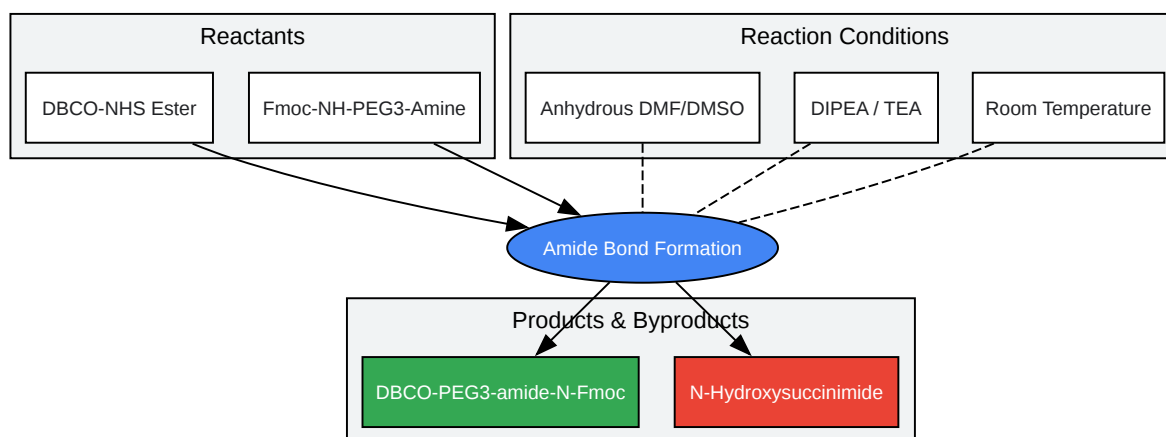 Reactants
Reaction Conditions
DBCO-NHS Ester
Fmoc-NH-PEG3-Amine
Anhydrous DMF/DMSO
DIPEA / TEA
Room Temperature
Amide Bond Formation
Products & Byproducts
DBCO-PEG3-amide-N-Fmoc
N-Hydroxysuccinimide